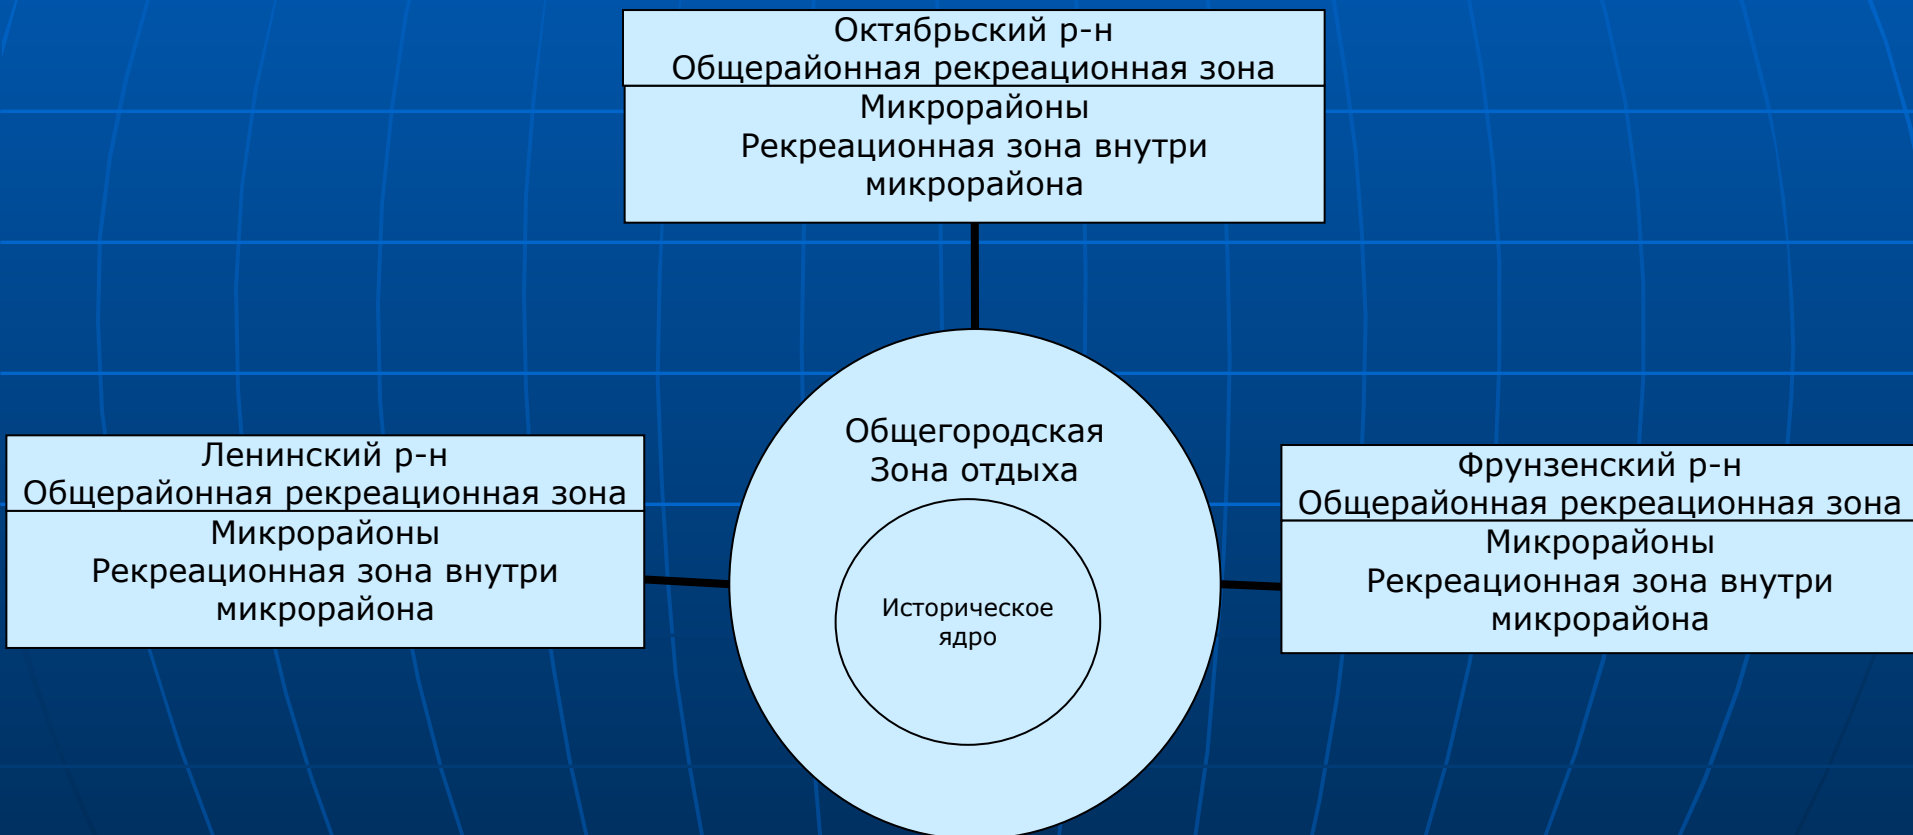 Октябрьский р-н
Общерайонная рекреационная зона
Микрорайоны
Рекреационная зона внутри
микрорайона
Общегородская
Зона отдыха
Историческое
ядро
Ленинский р-н
Общерайонная рекреационная зона
Микрорайоны
Рекреационная зона внутри
микрорайона
Фрунзенский р-н
Общерайонная рекреационная зона
Микрорайоны
Рекреационная зона внутри
микрорайона